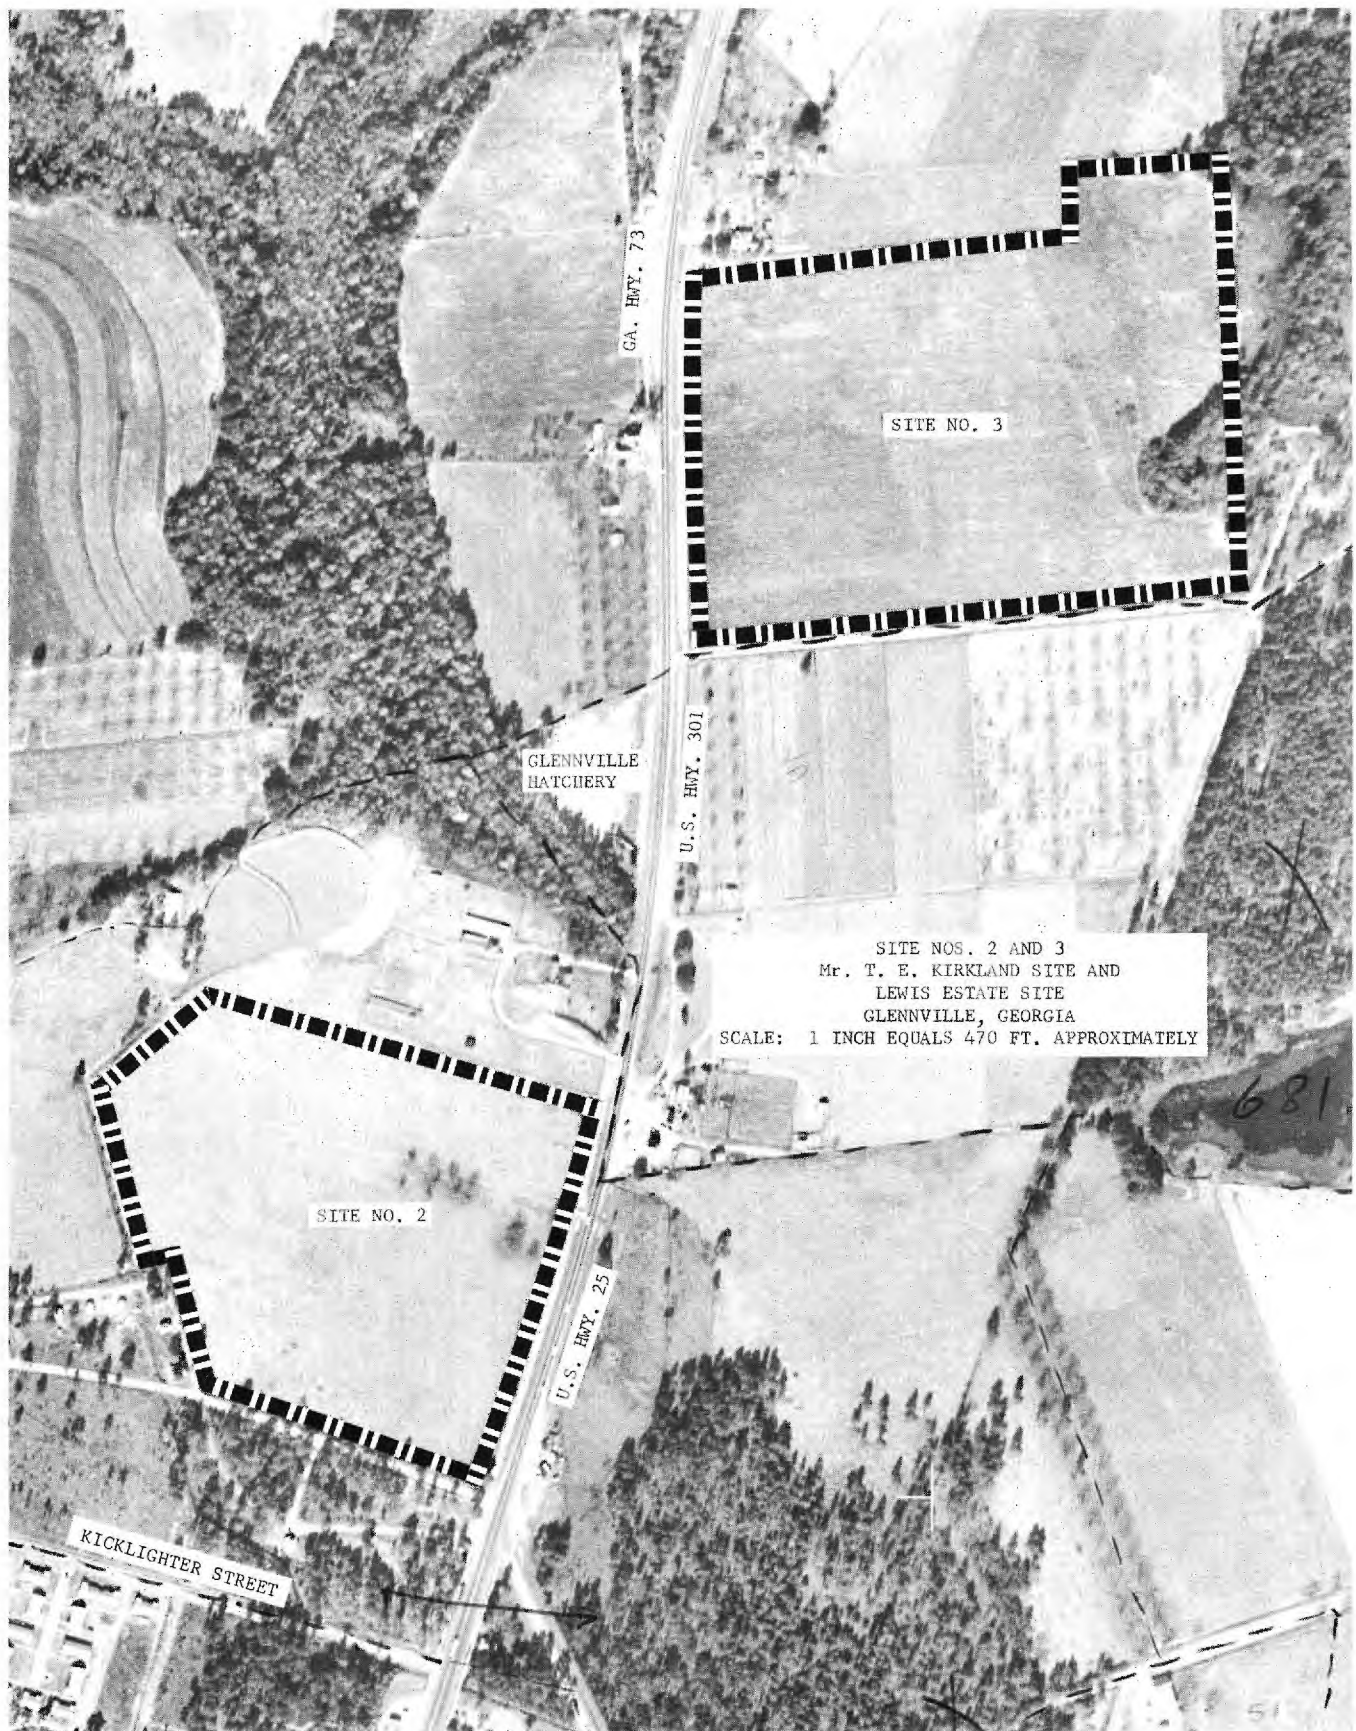 GA. HWY. 73
SITE NO. 3
GLENNVILLE
HATCHERY
U.S. HWY. 301
SITE NOS. 2 AND 3
Mr. T. E. KIRKLAND SITE AND
LEWIS ESTATE SITE
GLENNVILLE, GEORGIA
SCALE: 1 INCH EQUALS 470 FT. APPROXIMATELY
681
SITE NO. 2
U.S. HWY. 25
KICKLIGHTER STREET
51